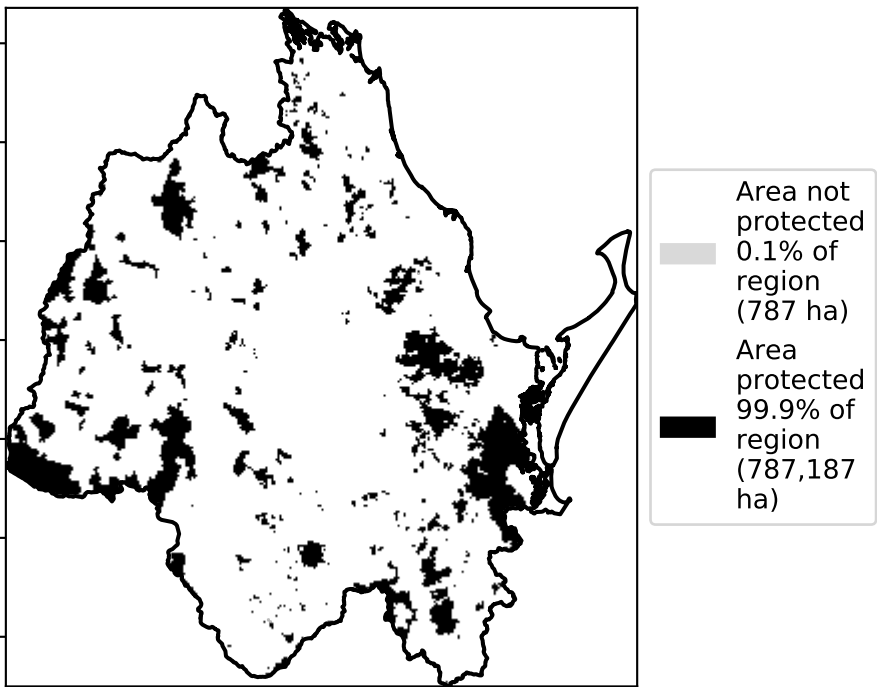 Area not
protected
0.1% of
region
(787 ha)
Area
protected
99.9% of
region
(787,187
ha)